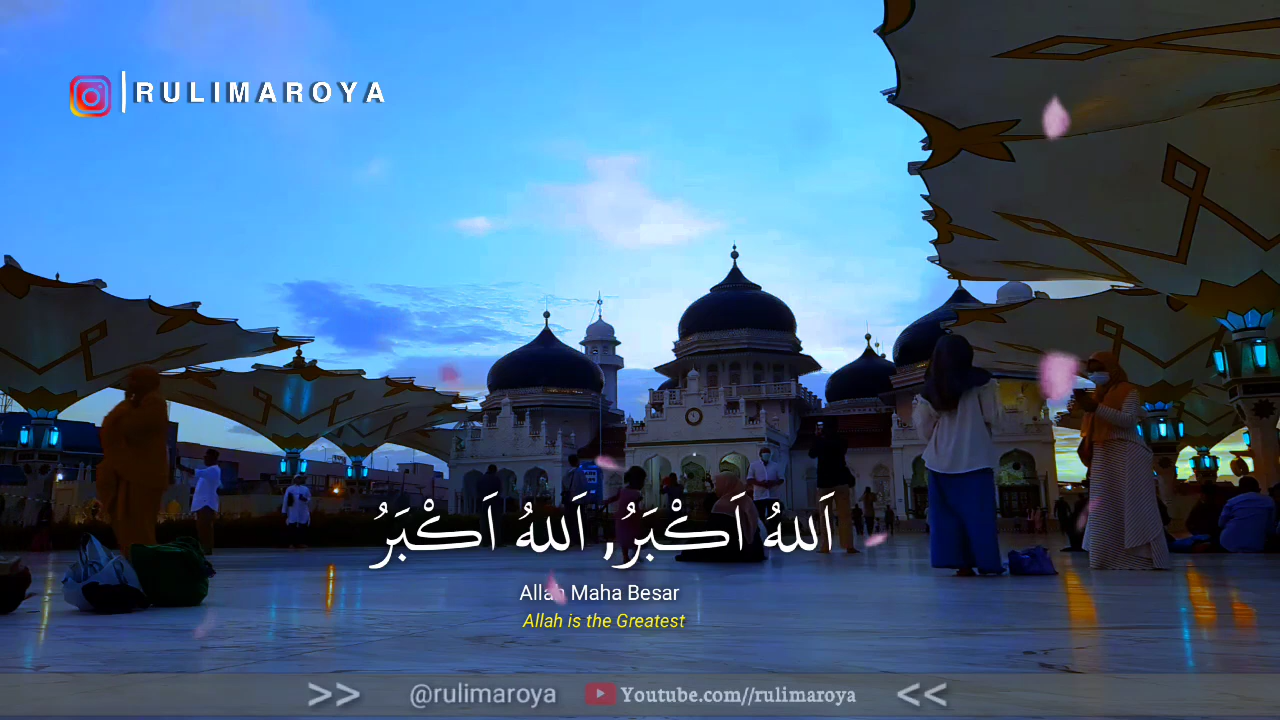 RULIMAROYA
اَللهُ اَكْبَرُ, اَللهُ اَكْبَرُ
Allah Maha Besar
Allah is the Greatest
>> @rulimaroya Youtube.com//rulimaroya <<